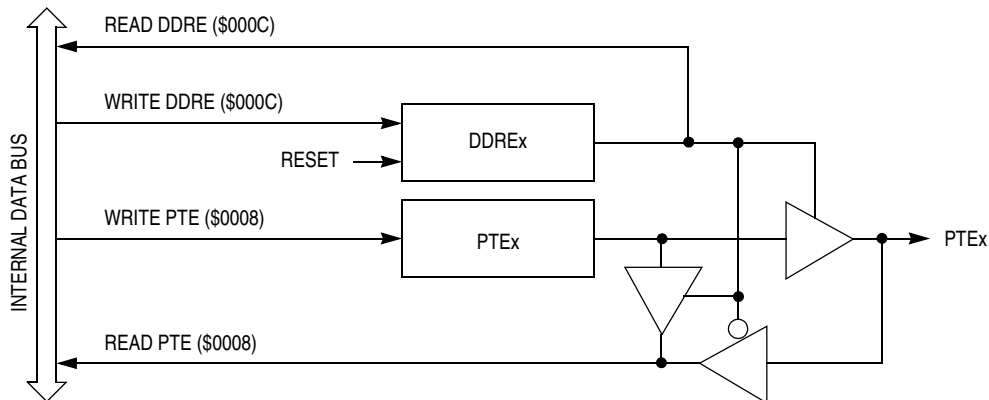 READ DDRE ($000C)
WRITE DDRE ($000C)
DDREx
RESET
INTERNAL DATA BUS
WRITE PTE ($0008)
PTEx
PTEx
READ PTE ($0008)